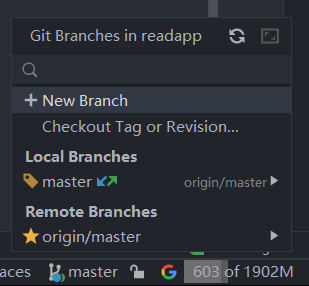 Git Branches in readapp
+ New Branch
Checkout Tag or Revision...
Local Branches
master origin/master
Remote Branches
origin/master
aces master G 603 of 1902M